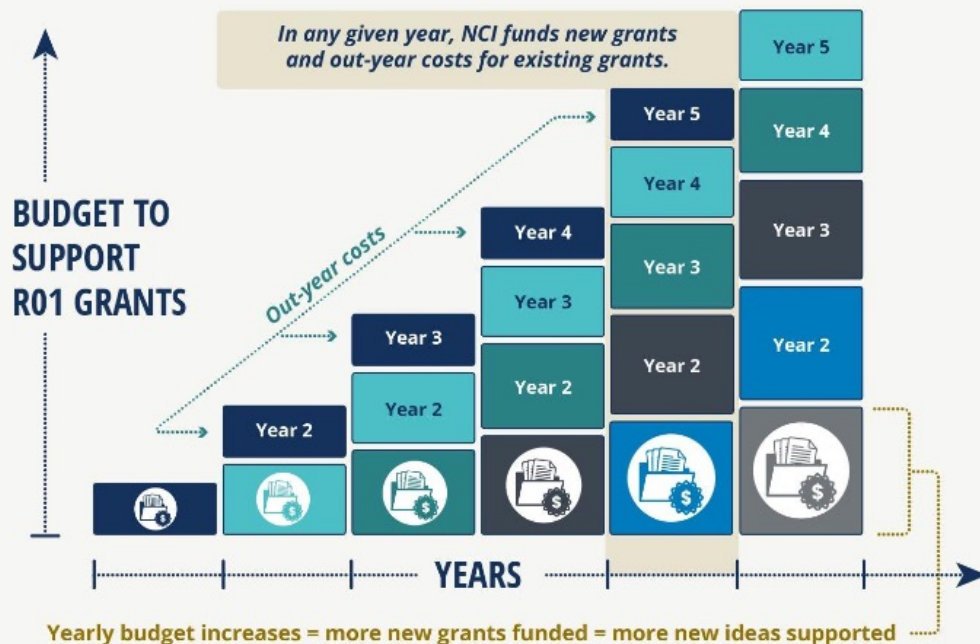 In any given year, NCI funds new grants
and out-year costs for existing grants.
BUDGET TO
SUPPORT
R01 GRANTS
Out-year costs
Year 2
Year 3
Year 2
Year 4
Year 3
Year 2
Year 5
Year 4
Year 3
Year 2
Year 5
Year 4
Year 3
Year 2
$
$
$
$
$
$
YEARS
Yearly budget increases = more new grants funded = more new ideas supported